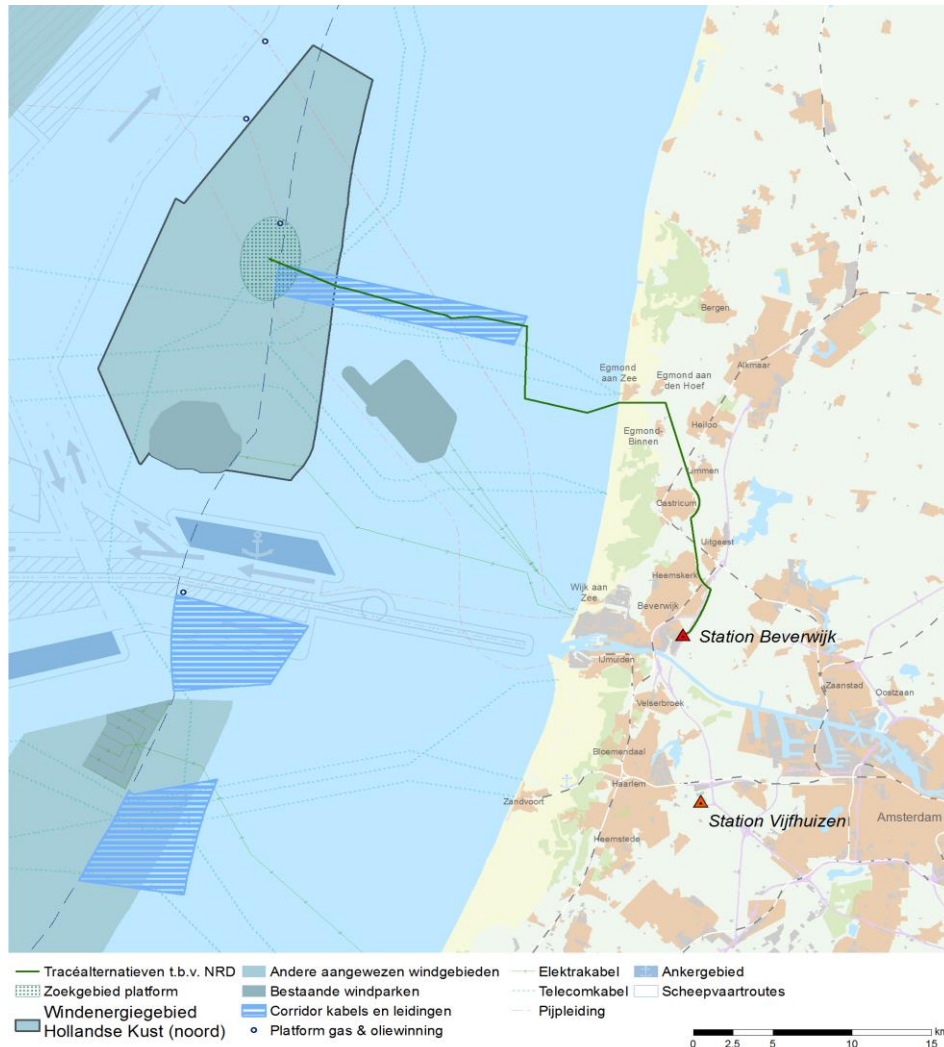 Bergen
Alkmaar
Egmond
aan Zee
Egmond aan
den Hoef
Heiloo
Egmond-
Binnen
Limmen
Castricum
Uitgeest
Heemskerk
Wijk aan
Zee
Beverwijk
Station Beverwijk
IJmuiden
Zaanstad
Oostzaan
Velserbroek
Bloemendaal
Haarlem
Zandvoort
Station Vijfhuizen
Amsterdam
Heemstede
Tracéalternatieven t.b.v. NRD
Zoekgebied platform
Windenergiegebied
Hollandse Kust (noord)
Andere aangewezen windgebieden
Bestaande windparken
Corridor kabels en leidingen
Platform gas & oliewinning
Elektrakabel
Telecomkabel
Pijpleiding
Ankergebied
Scheepvaartroutes
km
0 2.5 5 10 15